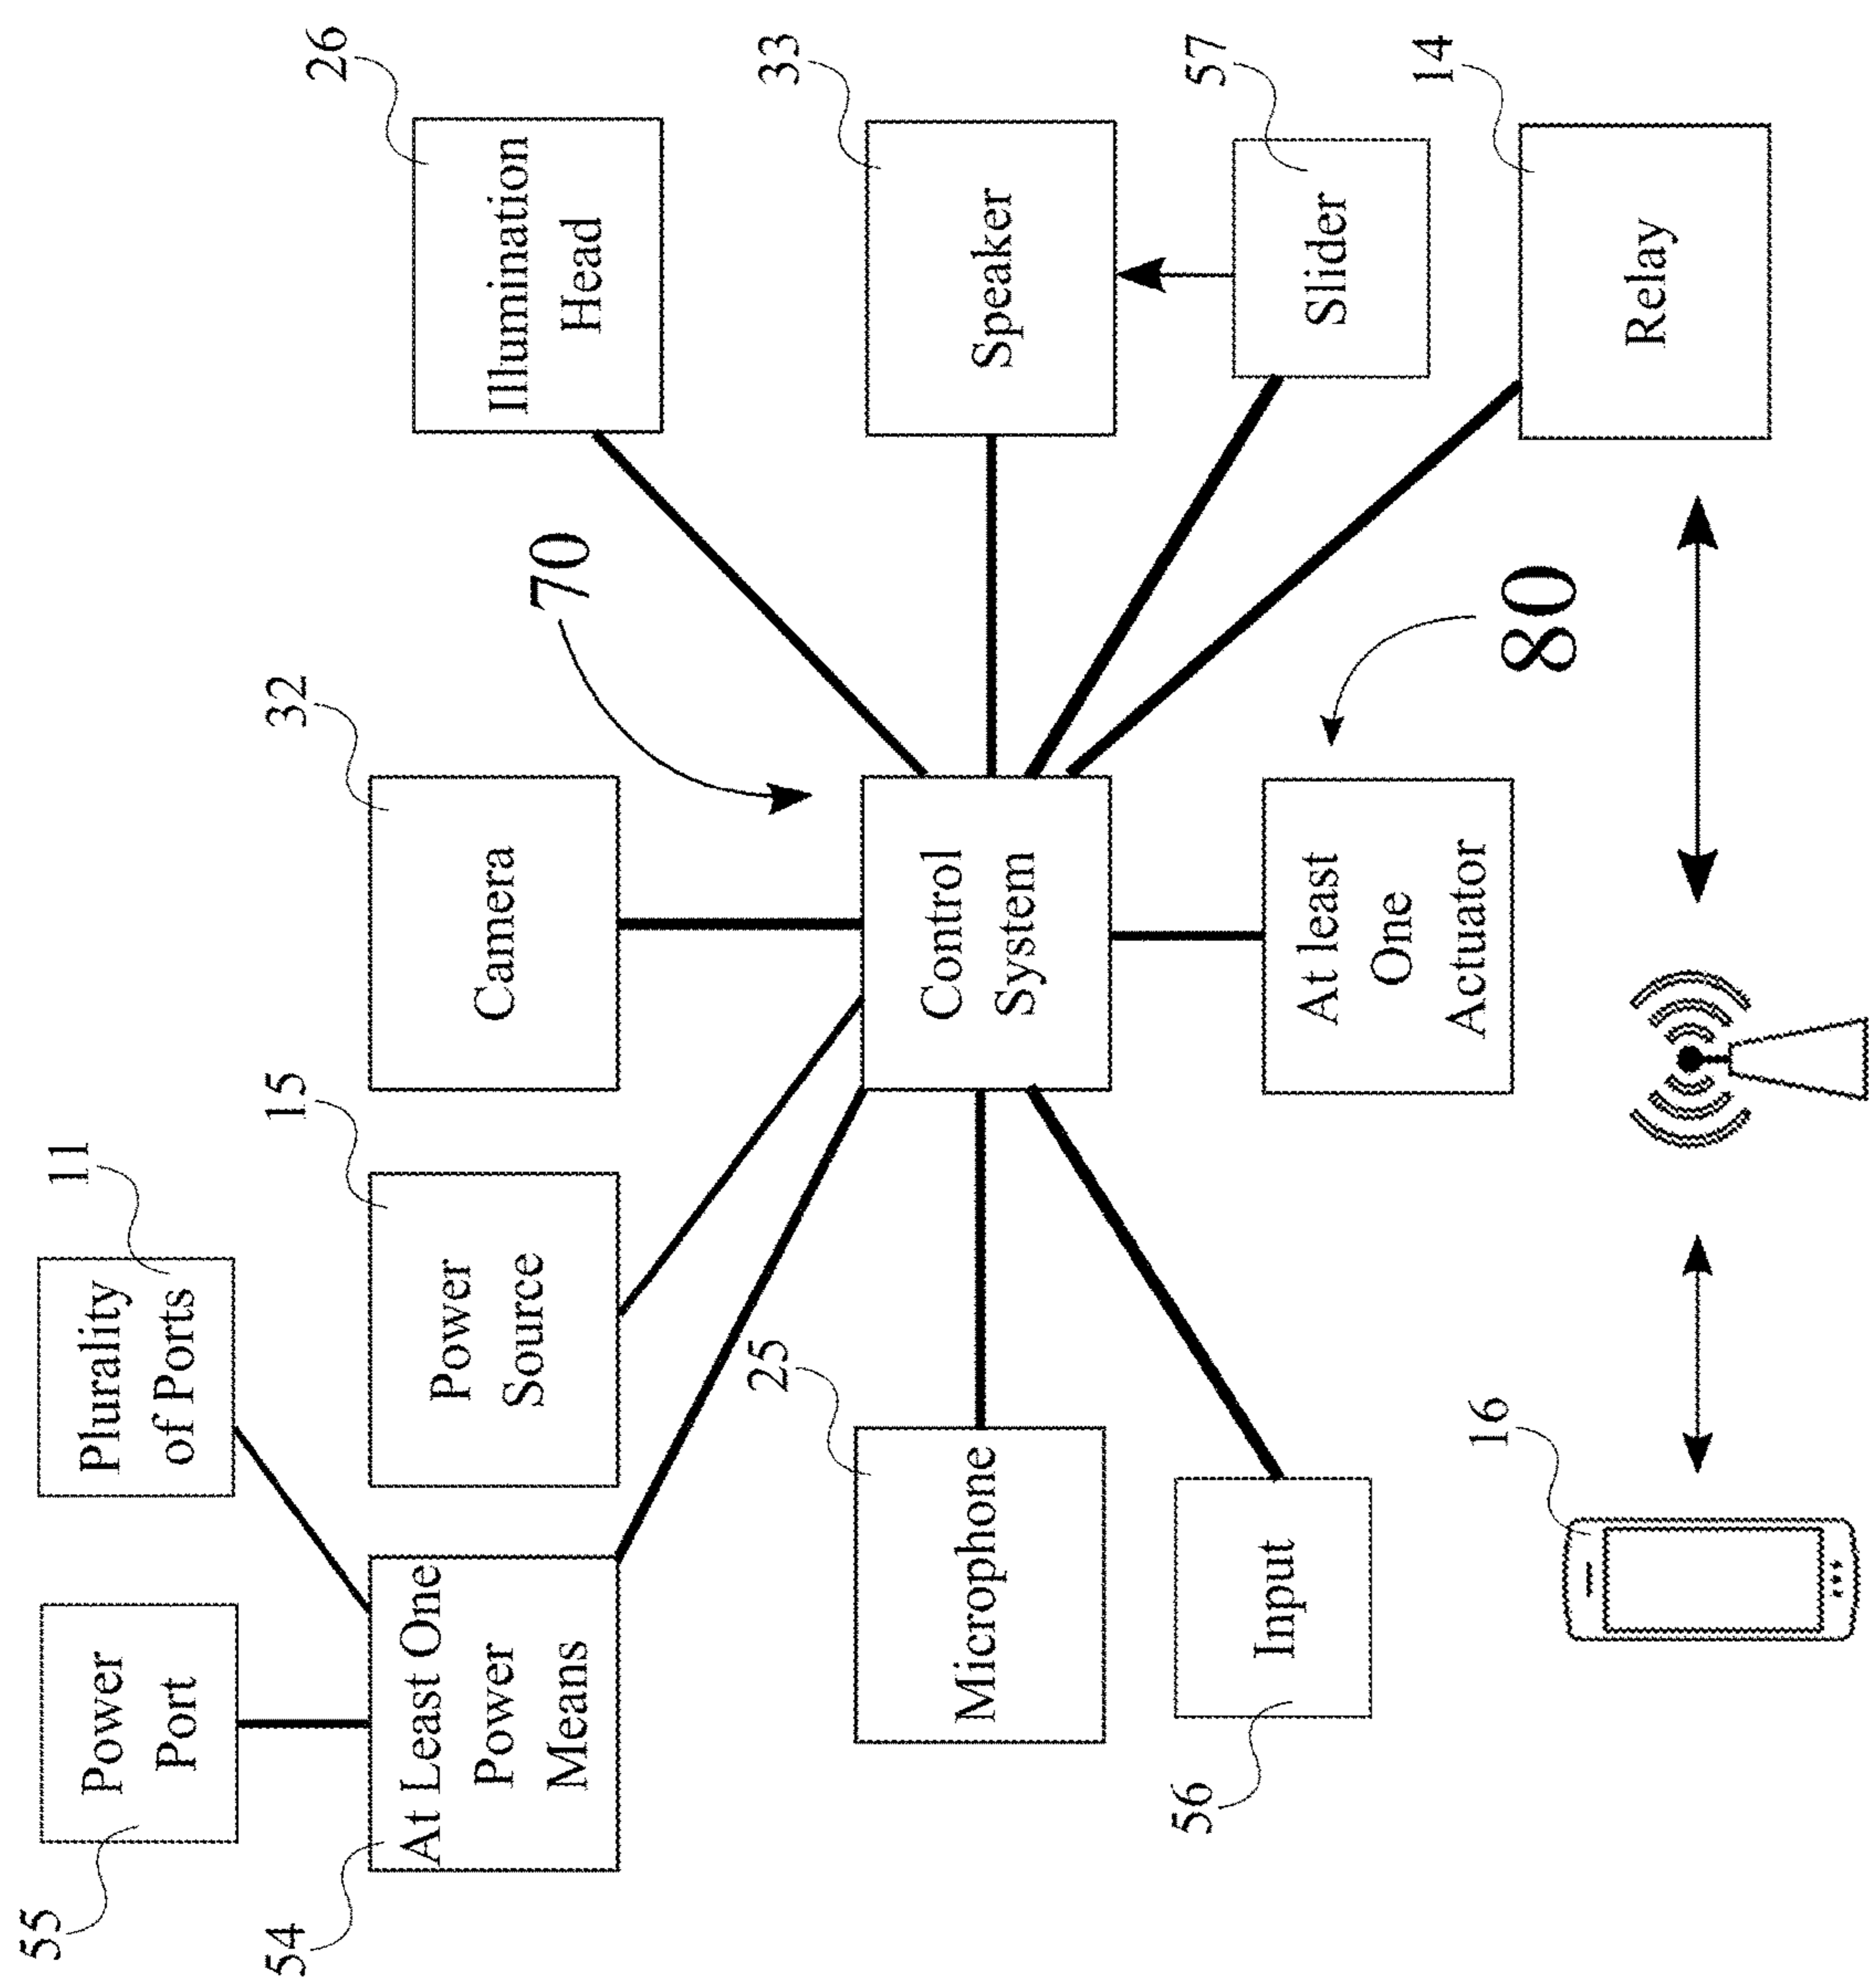 55
Power
Port
11
Plurality
of Ports
54
At Least One
Power
Means
15
Power
Source
32
Camera
26
Illumination
Head
70
25
Microphone
Control
System
33
Speaker
56
Input
At least
One
Actuator
80
57
Slider
16
14
Relay